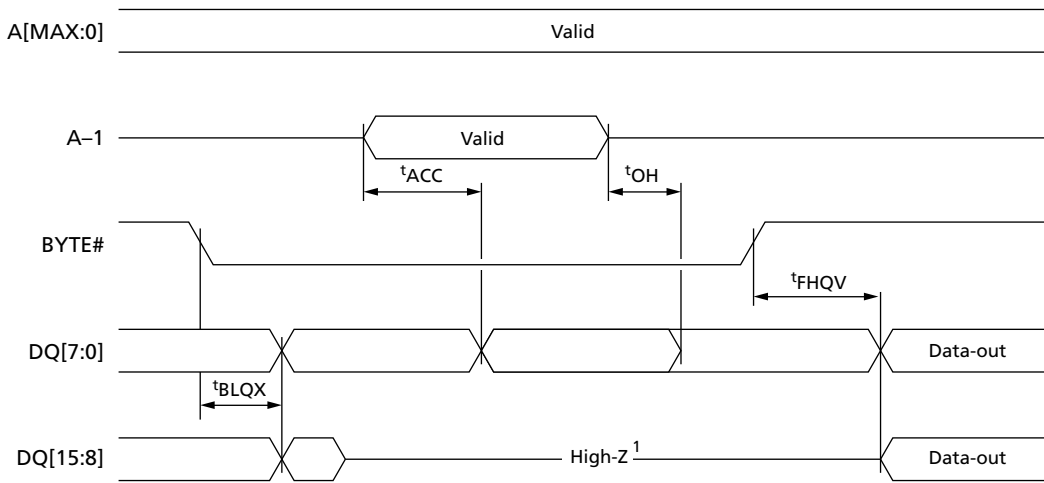 A[MAX:0] Valid
A–1 Valid
tACC tOH
BYTE#
tFHQV
DQ[7:0] Data-out
tBLQX
DQ[15:8] High-Z 1 Data-out